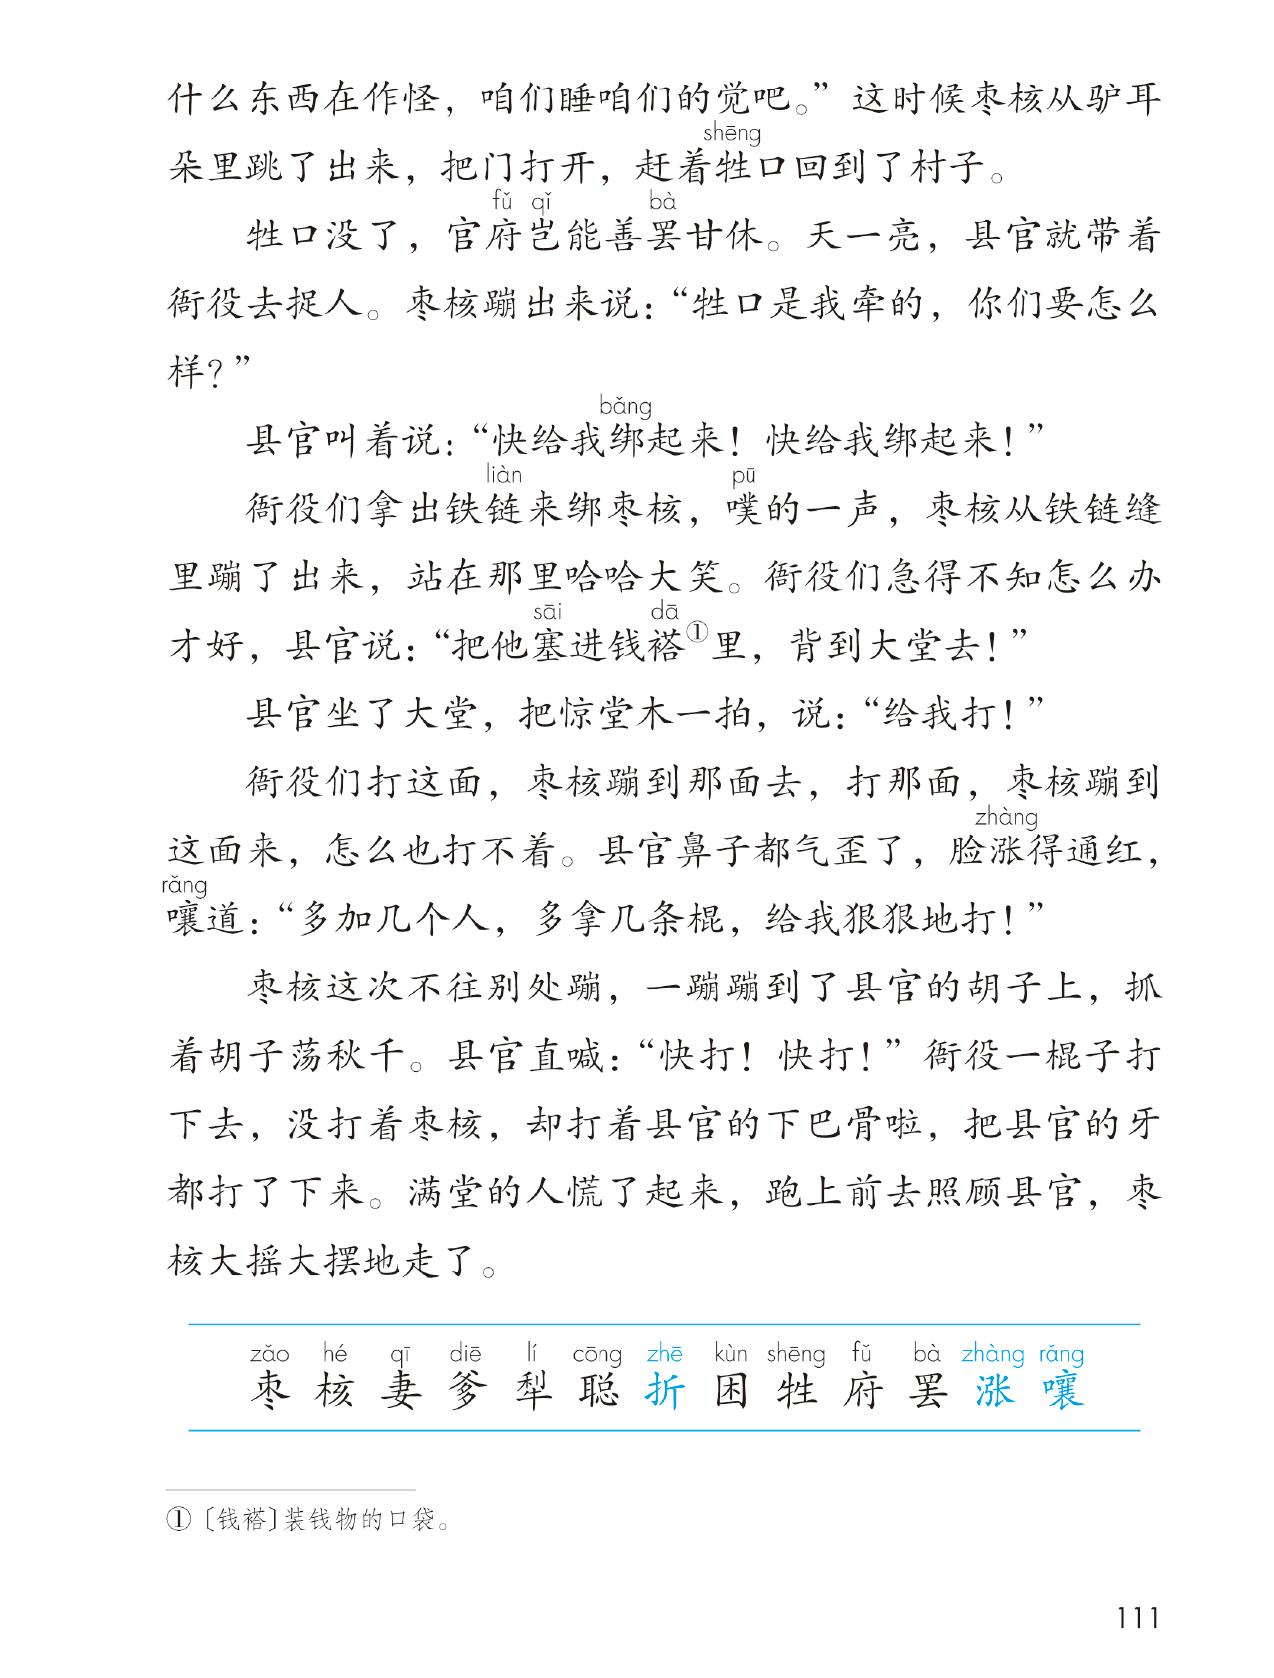 什么东西在作怪，咱们睡咱们的觉吧。”这时候枣核从驴耳
shēng
朵里跳了出来，把门打开，赶着牲口回到了村子。
fǔ qǐ bà
牲口没了，官府岂能善罢甘休。天一亮，县官就带着
衙役去捉人。枣核蹦出来说：“牲口是我牵的，你们要怎么
样？”
bǎng
县官叫着说：“快给我绑起来！快给我绑起来！”
liàn pū
衙役们拿出铁链来绑枣核，噗的一声，枣核从铁链缝
里蹦了出来，站在那里哈哈大笑。衙役们急得不知怎么办
sāi dā
才好，县官说：“把他塞进钱褡①里，背到大堂去！”
县官坐了大堂，把惊堂木一拍，说：“给我打！”
衙役们打这面，枣核蹦到那面去，打那面，枣核蹦到
zhàng
这面来，怎么也打不着。县官鼻子都气歪了，脸涨得通红，
rǎng
嚷道：“多加几个人，多拿几条棍，给我狠狠地打！”
枣核这次不往别处蹦，一蹦蹦到了县官的胡子上，抓
着胡子荡秋千。县官直喊：“快打！快打！”衙役一棍子打
下去，没打着枣核，却打着县官的下巴骨啦，把县官的牙
都打了下来。满堂的人慌了起来，跑上前去照顾县官，枣
核大摇大摆地走了。
zǎo hé qī diē lí cōng zhē kùn shēng fǔ bà zhàng rǎng
枣 核 妻 爹 犁 聪 折 困 牲 府 罢 涨 嚷
①〔钱褡〕装钱物的口袋。
111